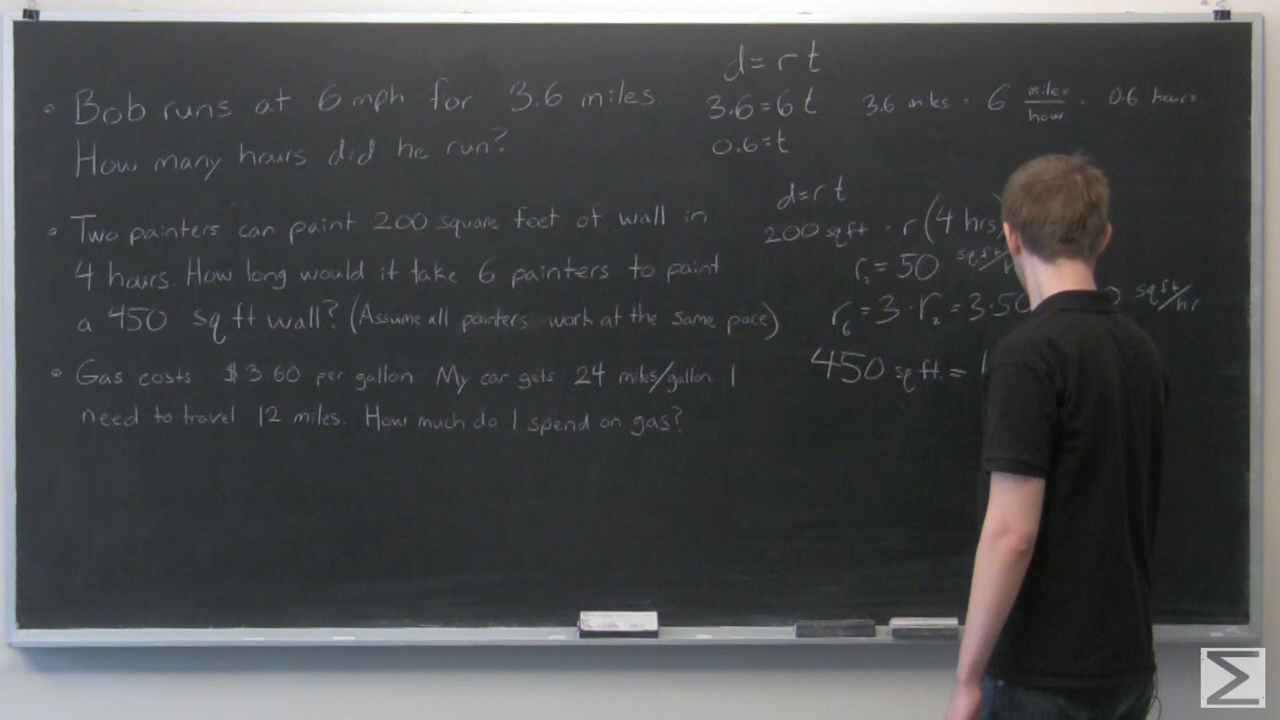 Bob runs at 6 mph for 3.6 miles.
How many hours did he run?
Two painters can paint 200 square feet of wall in
4 hours. How long would it take 6 painters to paint
a 450 sq ft wall? (Assume all painters work at the same pace)
Gas costs $3.60 per gallon. My car gets 24 miles/gallon. I
need to travel 12 miles. How much do I spend on gas?
d = r t
3.6 = 6 t
0.6 = t
3.6 miles = 6 miles/hour · 0.6 hours
d = r t
200 sq ft = r (4 hrs)
r₂ = 50 sq ft/
r₆ = 3 · r₂ = 3 · 50 sq ft/hr
450 sq ft =
Σ